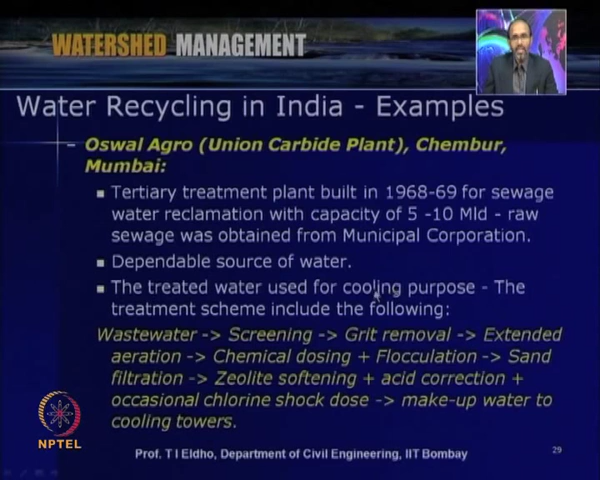 WATERSHED MANAGEMENT
Water Recycling in India - Examples
– Oswal Agro (Union Carbide Plant), Chembur,
Mumbai:
▪ Tertiary treatment plant built in 1968-69 for sewage
water reclamation with capacity of 5 -10 Mld - raw
sewage was obtained from Municipal Corporation.
▪ Dependable source of water.
▪ The treated water used for cooling purpose - The
treatment scheme include the following:
Wastewater -> Screening -> Grit removal -> Extended
aeration -> Chemical dosing + Flocculation -> Sand
filtration -> Zeolite softening + acid correction +
occasional chlorine shock dose -> make-up water to
cooling towers.
NPTEL
Prof. T I Eldho, Department of Civil Engineering, IIT Bombay
29